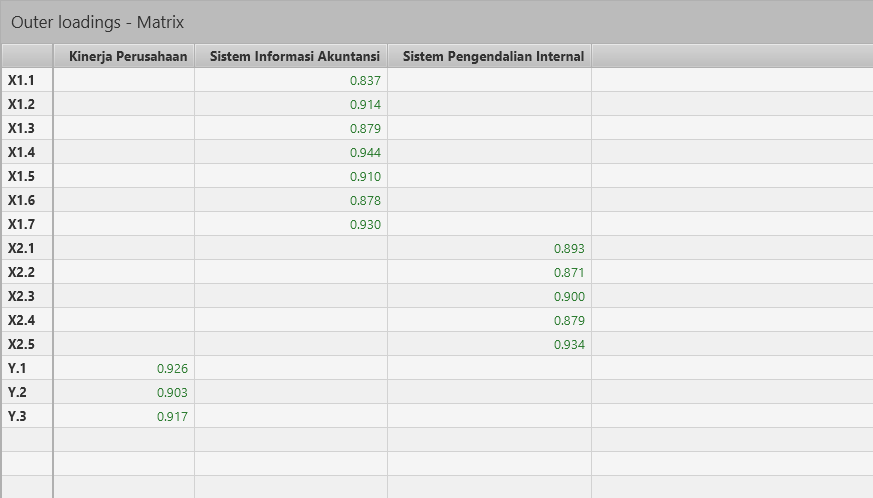 Outer loadings - Matrix
Kinerja Perusahaan Sistem Informasi Akuntansi Sistem Pengendalian Internal
X1.1 0.837
X1.2 0.914
X1.3 0.879
X1.4 0.944
X1.5 0.910
X1.6 0.878
X1.7 0.930
X2.1 0.893
X2.2 0.871
X2.3 0.900
X2.4 0.879
X2.5 0.934
Y.1 0.926
Y.2 0.903
Y.3 0.917